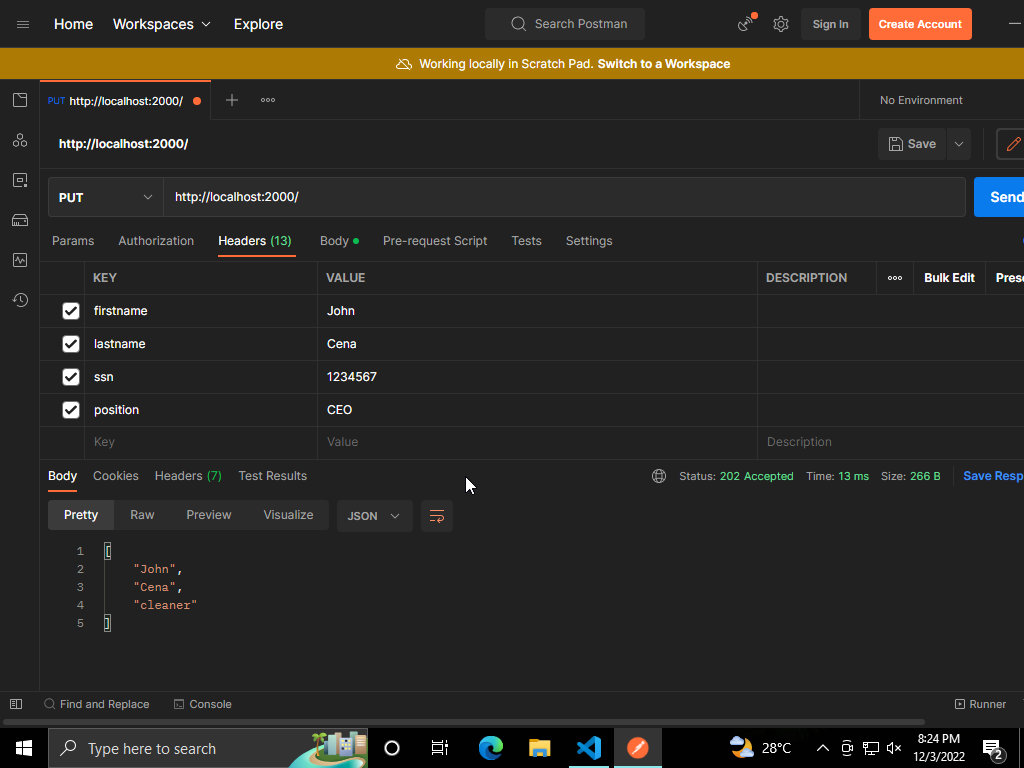 Home Workspaces Explore Search Postman Sign In Create Account
Working locally in Scratch Pad. Switch to a Workspace
PUT http://localhost:2000/ No Environment
http://localhost:2000/ Save
PUT http://localhost:2000/ Send
Params Authorization Headers (13) Body Pre-request Script Tests Settings
KEY VALUE DESCRIPTION Bulk Edit Prese
firstname John
lastname Cena
ssn 1234567
position CEO
Key Value Description
Body Cookies Headers (7) Test Results Status: 202 Accepted Time: 13 ms Size: 266 B Save Resp
Pretty Raw Preview Visualize JSON
1 [
2 "John",
3 "Cena",
4 "cleaner"
5 ]
Find and Replace Console Runner
Type here to search 28°C 8:24 PM
12/3/2022 2